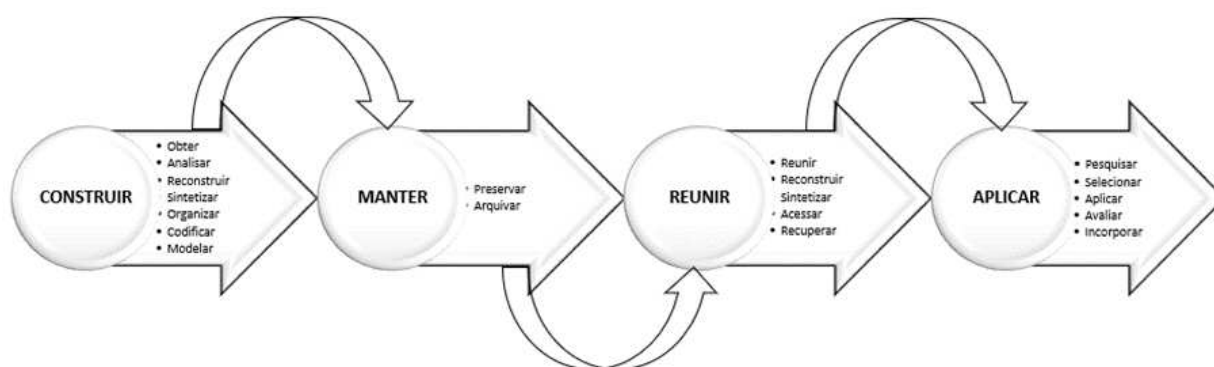 CONSTRUIR
• Obter
• Analisar
• Reconstruir
Sintetizar
• Organizar
• Codificar
• Modelar
MANTER
• Preservar
• Arquivar
REUNIR
• Reunir
• Reconstruir
Sintetizar
• Acessar
• Recuperar
APLICAR
• Pesquisar
• Selecionar
• Aplicar
• Avaliar
• Incorporar